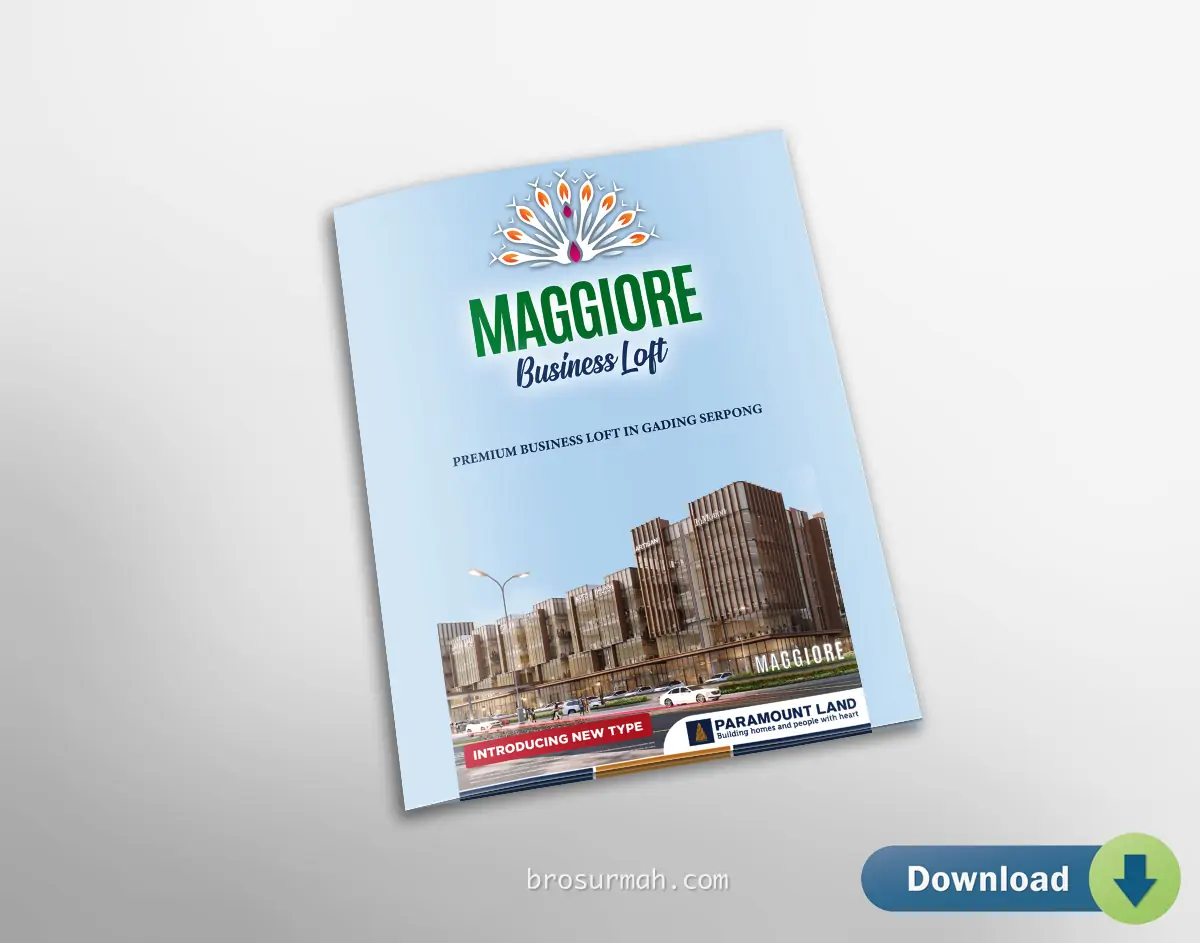 MAGGIORE
Business Loft
PREMIUM BUSINESS LOFT IN GADING SERPONG
ARTISAN
MAGGIORE
INTRODUCING NEW TYPE
PARAMOUNT LAND
Building homes and people with heart
brosurmah.com
Download